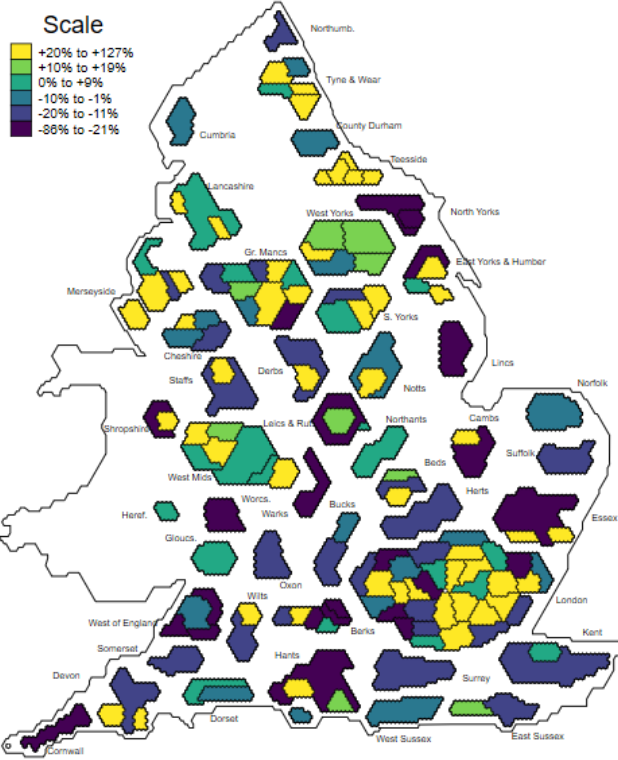 Scale
+20% to +127%
+10% to +19%
0% to +9%
-10% to -1%
-20% to -11%
-86% to -21%
Northumb.
Tyne & Wear
County Durham
Cumbria
Teesside
Lancashire
West Yorks
North Yorks
Gr. Mancs
East Yorks & Humber
Merseyside
S. Yorks
Cheshire
Lincs
Staffs
Derbs
Notts
Norfolk
Shropshire
Leics & Rut
Northants
Cambs
Suffolk
Beds
West Mids
Herts
Worcs.
Warks
Bucks
Heref.
Essex
Gloucs.
Oxon
Wilts
London
West of England
Berks
Kent
Somerset
Hants
Devon
Surrey
Dorset
West Sussex
East Sussex
Cornwall